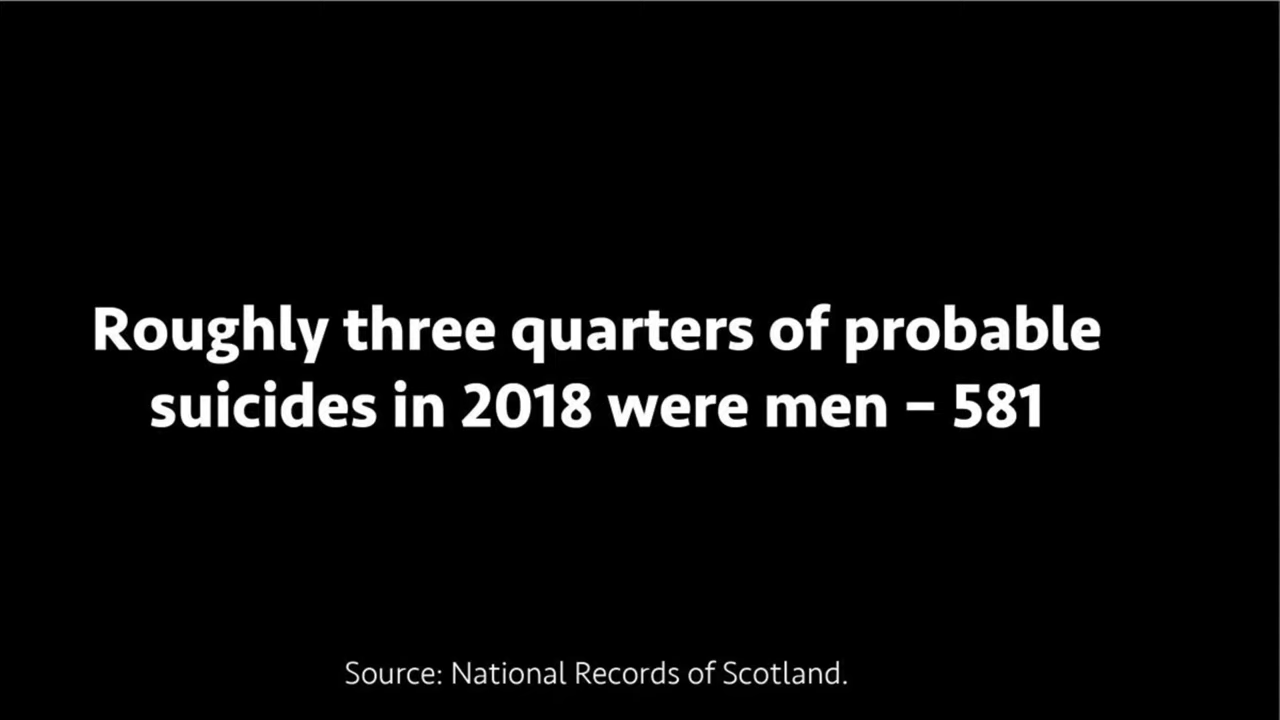 Roughly three quarters of probable
suicides in 2018 were men – 581
Source: National Records of Scotland.